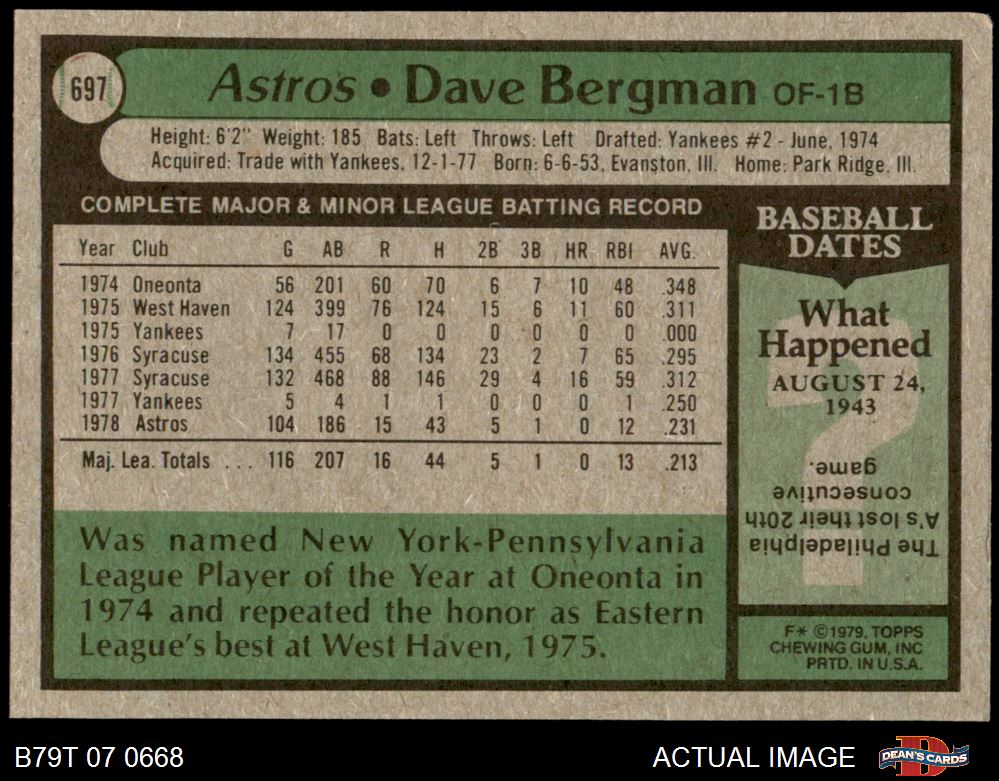 697
Astros • Dave Bergman OF-1B
Height: 6'2" Weight: 185 Bats: Left Throws: Left Drafted: Yankees #2 - June, 1974
Acquired: Trade with Yankees, 12-1-77 Born: 6-6-53, Evanston, Ill. Home: Park Ridge, Ill.
COMPLETE MAJOR & MINOR LEAGUE BATTING RECORD
Year Club G AB R H 2B 3B HR RBI AVG.
1974 Oneonta 56 201 60 70 6 7 10 48 .348
1975 West Haven 124 399 76 124 15 6 11 60 .311
1975 Yankees 7 17 0 0 0 0 0 0 .000
1976 Syracuse 134 455 68 134 23 2 7 65 .295
1977 Syracuse 132 468 88 146 29 4 16 59 .312
1977 Yankees 5 4 1 1 0 0 0 1 .250
1978 Astros 104 186 15 43 5 1 0 12 .231
Maj. Lea. Totals ... 116 207 16 44 5 1 0 13 .213
Was named New York-Pennsylvania
League Player of the Year at Oneonta in
1974 and repeated the honor as Eastern
League's best at West Haven, 1975.
BASEBALL
DATES
What
Happened
AUGUST 24,
1943
?
The Philadelphia
A's lost their 20th
consecutive
game.
F* ©1979, TOPPS
CHEWING GUM, INC
PRTD. IN U.S.A.
B79T 07 0668
ACTUAL IMAGE
DEAN'S CARDS